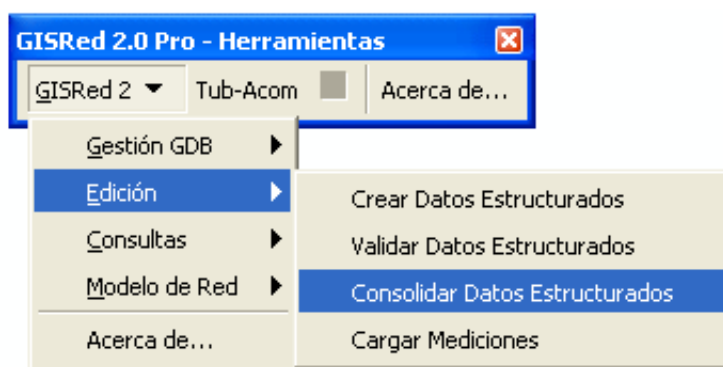 GISRed 2.0 Pro - Herramientas
GISRed 2 Tub-Acom Acerca de...
Gestión GDB
Edición
Consultas
Modelo de Red
Acerca de...
Crear Datos Estructurados
Validar Datos Estructurados
Consolidar Datos Estructurados
Cargar Mediciones